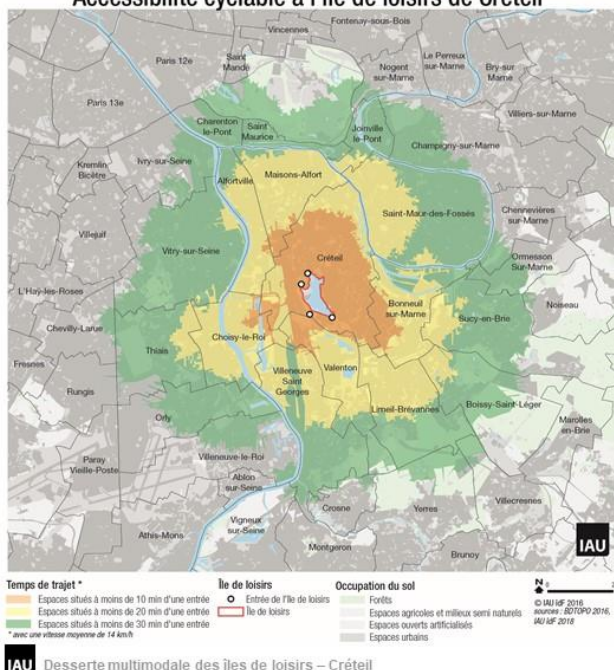 Accessibilité cyclable à l'île de loisirs de Créteil
Fontenay-sous-Bois
Vincennes
Paris 12e
Saint
Mandé
Nogent
sur-Marne
Le Perreux
sur-Marne
Bry-sur
Marne
Paris 13e
Charenton
le-Pont
Saint
Maurice
Joinville
le-Pont
Villiers-sur-Marne
Champigny-sur-Marne
Kremlin
Bicêtre
Ivry-sur-Seine
Alfortville
Maisons-Alfort
Saint-Maur-des-Fossés
Chennevières
sur-Marne
Villejuif
Vitry-sur-Seine
Créteil
Ormesson
Sur-Marne
L'Haÿ-les-Roses
Bonneuil
sur-Marne
Noiseau
Sucy-en-Brie
Chevilly-Larue
Choisy-le-Roi
Thiais
Valenton
Fresnes
Villeneuve
Saint
Georges
Rungis
Limeil-Brévannes
Boissy-Saint-Léger
Orly
Marolles
en-Brie
Villeneuve-le-Roi
Paray
Vieille-Poste
Ablon
sur-Seine
Villecresnes
Vigneux
sur-Seine
Crosne
Yerres
Athis-Mons
Montgeron
Brunoy
IAU
Temps de trajet *
Espaces situés à moins de 10 min d'une entrée
Espaces situés à moins de 20 min d'une entrée
Espaces situés à moins de 30 min d'une entrée
* avec une vitesse moyenne de 14 km/h
Île de loisirs
Entrée de l'île de loisirs
Île de loisirs
Occupation du sol
Forêts
Espaces agricoles et milieux semi naturels
Espaces ouverts artificialisés
Espaces urbains
N 0
© IAU IdF 2016
sources : BDTOPO 2016,
IAU IdF 2018
IAU Desserte multimodale des îles de loisirs – Créteil